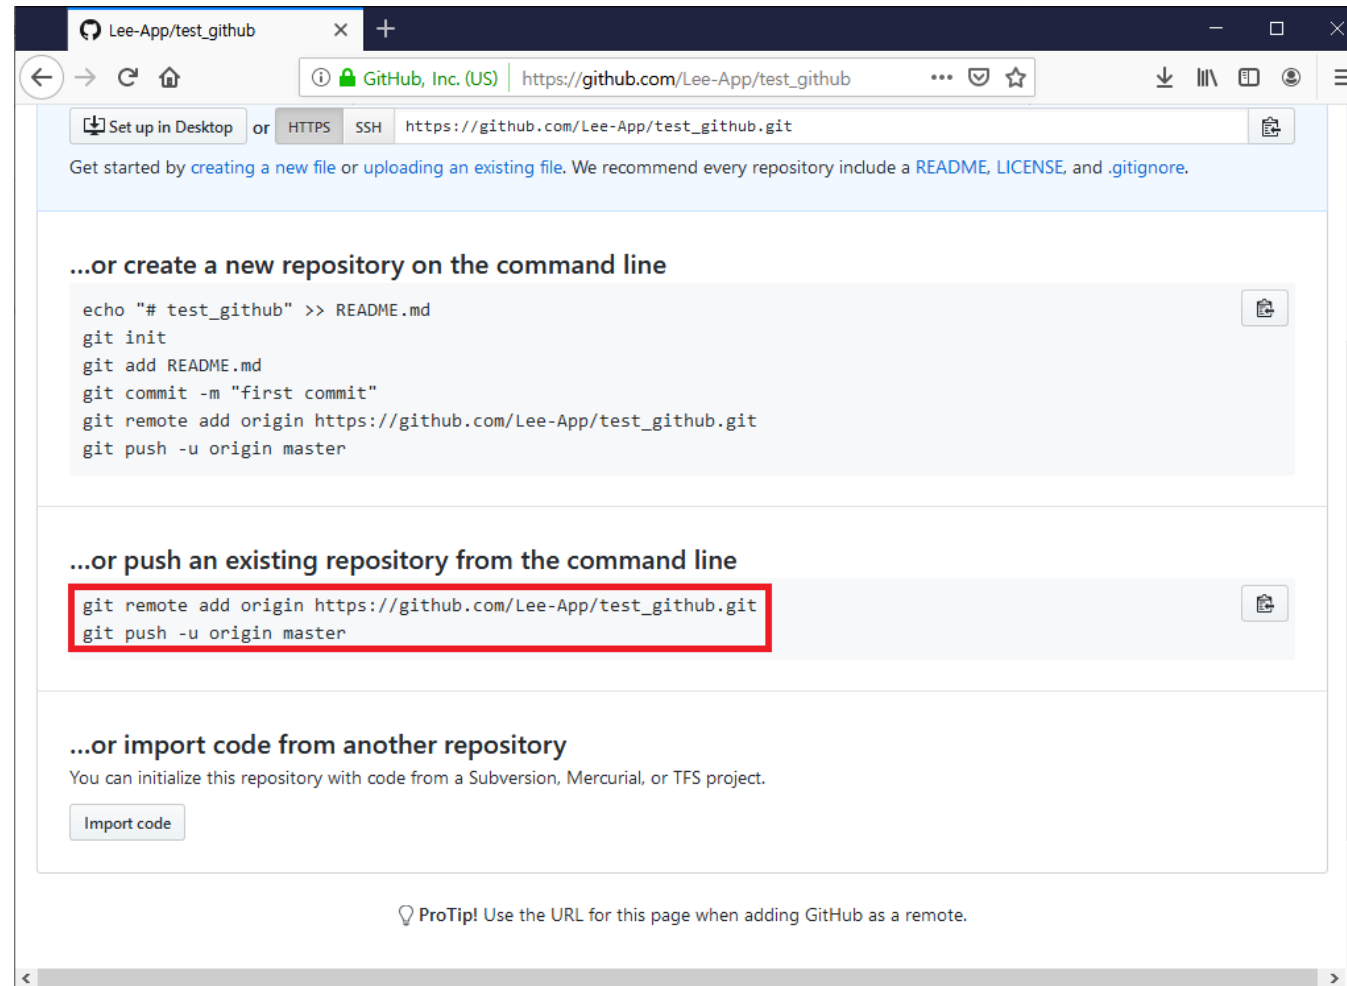 Lee-App/test_github
GitHub, Inc. (US) https://github.com/Lee-App/test_github
Set up in Desktop or HTTPS SSH https://github.com/Lee-App/test_github.git
Get started by creating a new file or uploading an existing file. We recommend every repository include a README, LICENSE, and .gitignore.
...or create a new repository on the command line
echo "# test_github" >> README.md
git init
git add README.md
git commit -m "first commit"
git remote add origin https://github.com/Lee-App/test_github.git
git push -u origin master
...or push an existing repository from the command line
git remote add origin https://github.com/Lee-App/test_github.git
git push -u origin master
...or import code from another repository
You can initialize this repository with code from a Subversion, Mercurial, or TFS project.
Import code
ProTip! Use the URL for this page when adding GitHub as a remote.